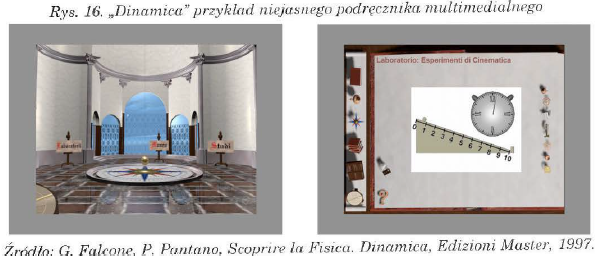 Rys. 16. „Dinamica" przykład niejasnego podręcznika multimedialnego
Laboratorio: Esperimenti di Cinematica
Studi
0 1 2 3 4 5 6 7 8 9 10
Źródło: G. Falcone, P. Pantano, Scoprire la Fisica. Dinamica, Edizioni Master, 1997.